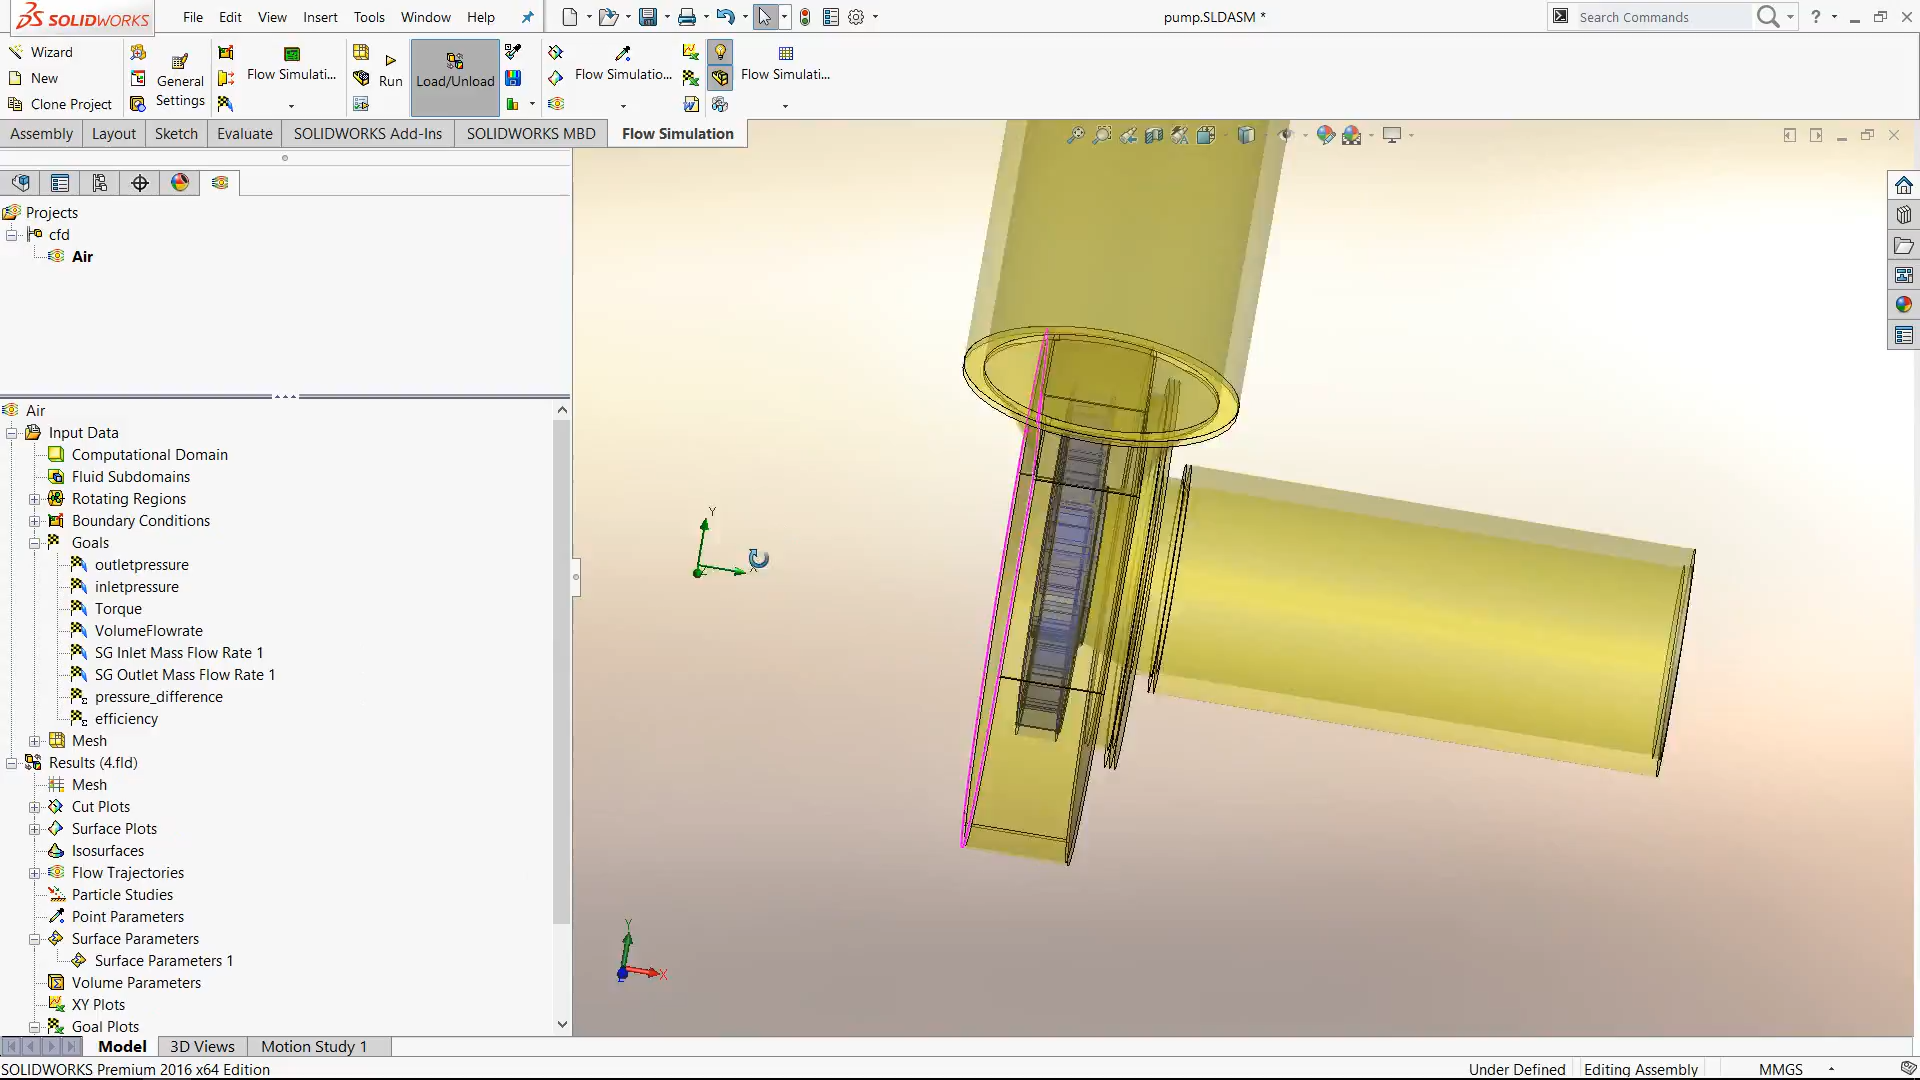 SOLIDWORKS
File
Edit
View
Insert
Tools
Window
Help
pump.SLDASM *
Search Commands
?
Wizard
New
Clone Project
General
Settings
Flow Simulati...
Run
Load/Unload
Flow Simulatio...
Flow Simulati...
Assembly
Layout
Sketch
Evaluate
SOLIDWORKS Add-Ins
SOLIDWORKS MBD
Flow Simulation
Projects
cfd
Air
Air
Input Data
Computational Domain
Fluid Subdomains
Rotating Regions
Boundary Conditions
Goals
outletpressure
inletpressure
Torque
VolumeFlowrate
SG Inlet Mass Flow Rate 1
SG Outlet Mass Flow Rate 1
pressure_difference
efficiency
Mesh
Results (4.fld)
Mesh
Cut Plots
Surface Plots
Isosurfaces
Flow Trajectories
Particle Studies
Point Parameters
Surface Parameters
Surface Parameters 1
Volume Parameters
XY Plots
Goal Plots
Y
X
Y
X
Model
3D Views
Motion Study 1
SOLIDWORKS Premium 2016 x64 Edition
Under Defined
Editing Assembly
MMGS